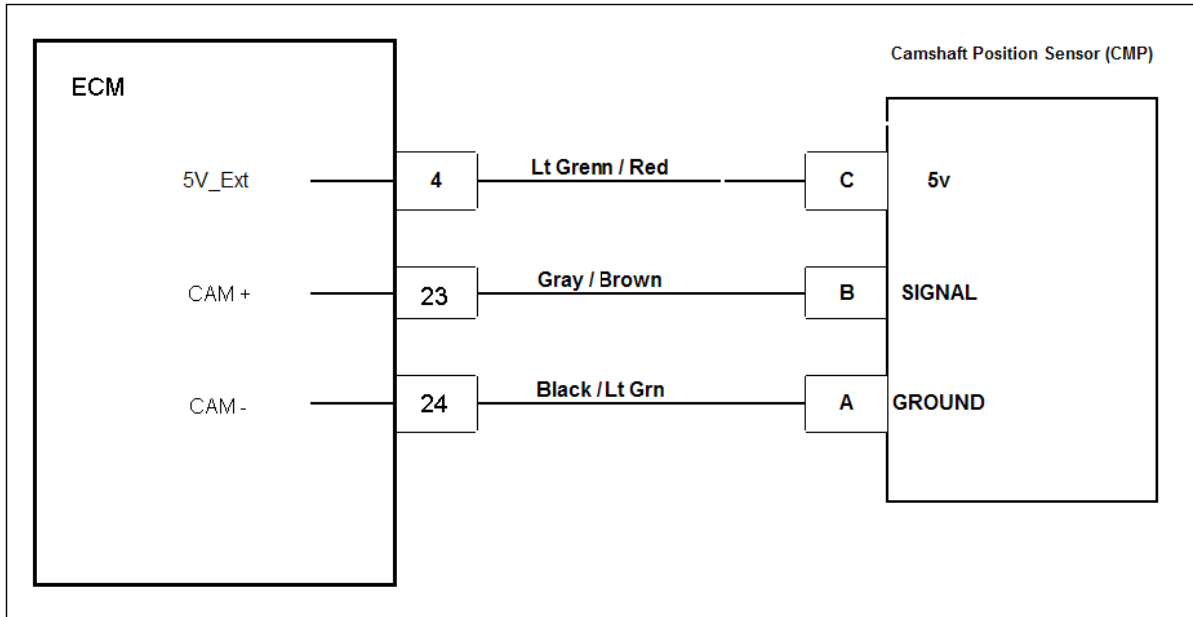 Camshaft Position Sensor (CMP)
ECM
5V_Ext
4
Lt Grenn / Red
C
5v
CAM +
23
Gray / Brown
B
SIGNAL
CAM -
24
Black / Lt Grn
A
GROUND